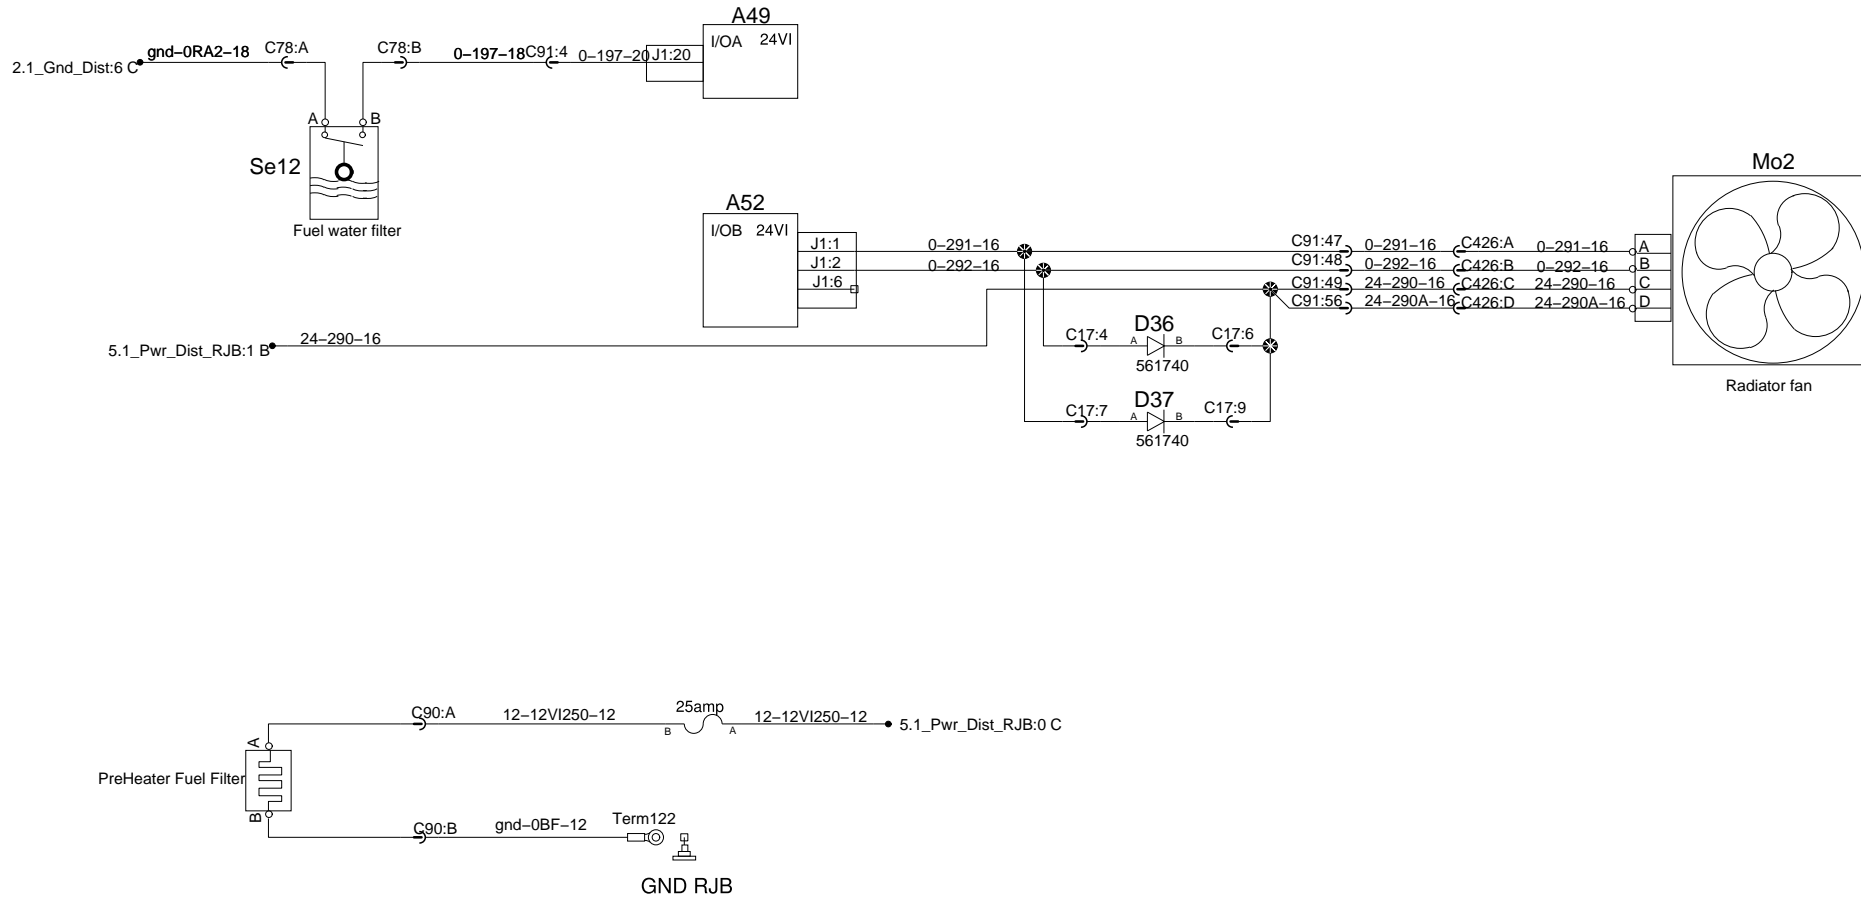 A49
I/OA 24VI
gnd-0RA2-18 C78:A C78:B 0-197-18 C91:4 0-197-20 J1:20
2.1_Gnd_Dist:6 C
A B
Se12
Fuel water filter
A52
I/OB 24VI
J1:1 0-291-16 C91:47 0-291-16 C426:A 0-291-16 A
J1:2 0-292-16 C91:48 0-292-16 C426:B 0-292-16 B
J1:6 C91:49 24-290-16 C426:C 24-290-16 C
C91:56 24-290A-16 C426:D 24-290A-16 D
Mo2
Radiator fan
5.1_Pwr_Dist_RJB:1 B 24-290-16
C17:4 A D36 B C17:6
561740
C17:7 A D37 B C17:9
561740
C90:A 12-12VI250-12 B 25amp A 12-12VI250-12 5.1_Pwr_Dist_RJB:0 C
A
PreHeater Fuel Filter
B
C90:B gnd-0BF-12 Term122
GND RJB